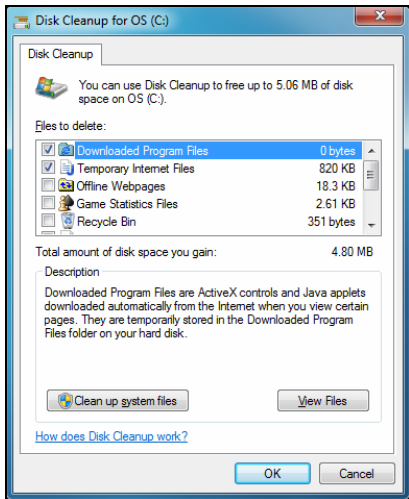 Disk Cleanup for OS (C:)
Disk Cleanup
You can use Disk Cleanup to free up to 5.06 MB of disk
space on OS (C:).
Files to delete:
Downloaded Program Files 0 bytes
Temporary Internet Files 820 KB
Offline Webpages 18.3 KB
Game Statistics Files 2.61 KB
Recycle Bin 351 bytes
Total amount of disk space you gain: 4.80 MB
Description
Downloaded Program Files are ActiveX controls and Java applets
downloaded automatically from the Internet when you view certain
pages. They are temporarily stored in the Downloaded Program
Files folder on your hard disk.
Clean up system files View Files
How does Disk Cleanup work?
OK Cancel